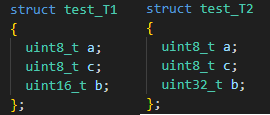 struct test_T1
{
  uint8_t a;
  uint8_t c;
  uint16_t b;
};
struct test_T2
{
  uint8_t a;
  uint8_t c;
  uint32_t b;
};